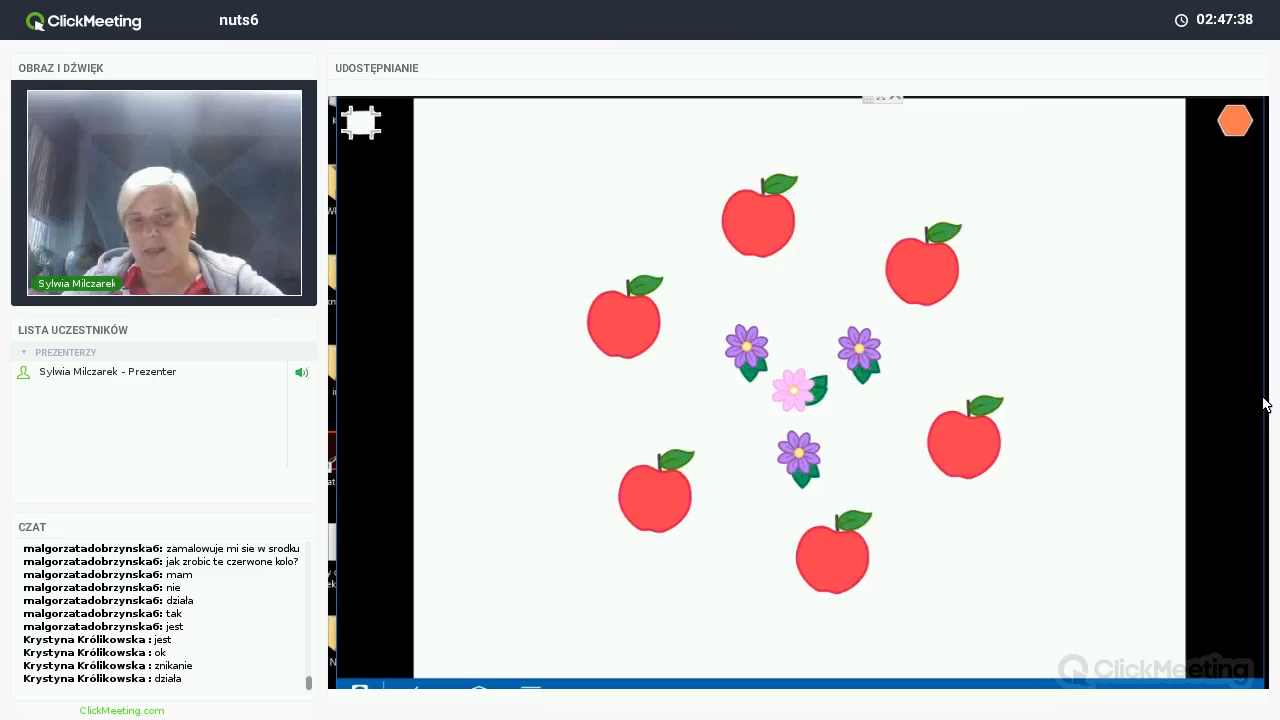 ClickMeeting
nuts6
02:47:38
OBRAZ I DŹWIĘK
UDOSTĘPNIANIE
Sylwia Milczarek
LISTA UCZESTNIKÓW
PREZENTERZY
Sylwia Milczarek - Prezenter
CZAT
malgorzatadobrzynska6: zamalowuje mi sie w srodku
malgorzatadobrzynska6: jak zrobic te czerwone kolo?
malgorzatadobrzynska6: mam
malgorzatadobrzynska6: nie
malgorzatadobrzynska6: działa
malgorzatadobrzynska6: tak
malgorzatadobrzynska6: jest
Krystyna Królikowska : jest
Krystyna Królikowska : ok
Krystyna Królikowska : znikanie
Krystyna Królikowska : działa
ClickMeeting.com
ClickMeeting